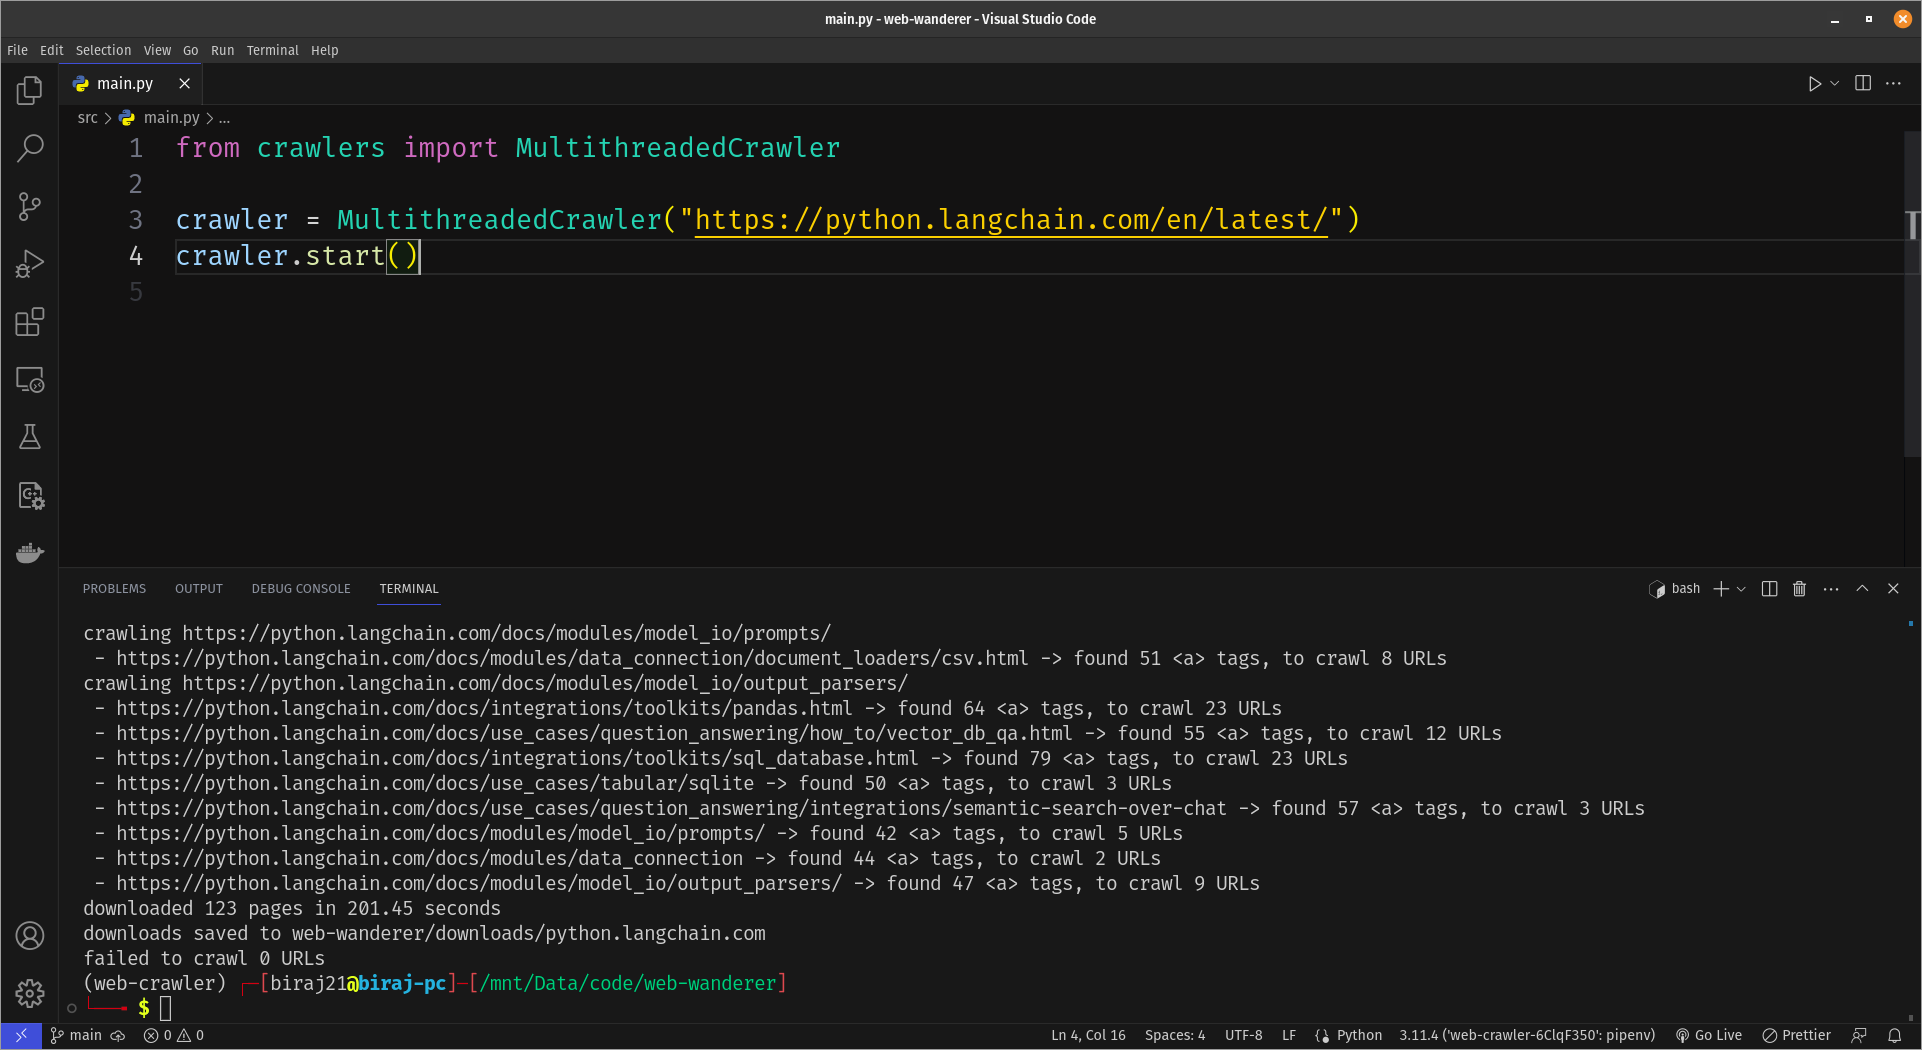 main.py - web-wanderer - Visual Studio Code
File Edit Selection View Go Run Terminal Help
main.py
src > main.py > ...
1 from crawlers import MultithreadedCrawler
2
3 crawler = MultithreadedCrawler("https://python.langchain.com/en/latest/")
4 crawler.start()
5
PROBLEMS OUTPUT DEBUG CONSOLE TERMINAL bash
crawling https://python.langchain.com/docs/modules/model_io/prompts/
- https://python.langchain.com/docs/modules/data_connection/document_loaders/csv.html -> found 51 <a> tags, to crawl 8 URLs
crawling https://python.langchain.com/docs/modules/model_io/output_parsers/
- https://python.langchain.com/docs/integrations/toolkits/pandas.html -> found 64 <a> tags, to crawl 23 URLs
- https://python.langchain.com/docs/use_cases/question_answering/how_to/vector_db_qa.html -> found 55 <a> tags, to crawl 12 URLs
- https://python.langchain.com/docs/integrations/toolkits/sql_database.html -> found 79 <a> tags, to crawl 23 URLs
- https://python.langchain.com/docs/use_cases/tabular/sqlite -> found 50 <a> tags, to crawl 3 URLs
- https://python.langchain.com/docs/use_cases/question_answering/integrations/semantic-search-over-chat -> found 57 <a> tags, to crawl 3 URLs
- https://python.langchain.com/docs/modules/model_io/prompts/ -> found 42 <a> tags, to crawl 5 URLs
- https://python.langchain.com/docs/modules/data_connection -> found 44 <a> tags, to crawl 2 URLs
- https://python.langchain.com/docs/modules/model_io/output_parsers/ -> found 47 <a> tags, to crawl 9 URLs
downloaded 123 pages in 201.45 seconds
downloads saved to web-wanderer/downloads/python.langchain.com
failed to crawl 0 URLs
(web-crawler) ┌─[biraj21@biraj-pc]─[/mnt/Data/code/web-wanderer]
└──╼ $
main 0 0 Ln 4, Col 16 Spaces: 4 UTF-8 LF Python 3.11.4 ('web-crawler-6ClqF350': pipenv) Go Live Prettier